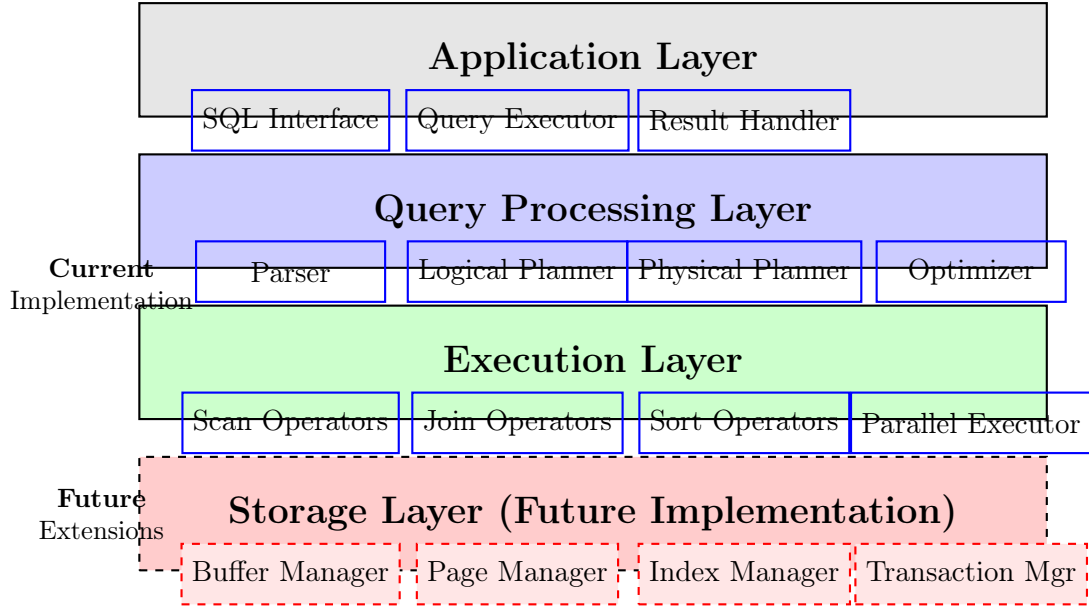 Application Layer
SQL Interface
Query Executor
Result Handler
Query Processing Layer
Current
Implementation
Parser
Logical Planner
Physical Planner
Optimizer
Execution Layer
Scan Operators
Join Operators
Sort Operators
Parallel Executor
Future
Extensions
Storage Layer (Future Implementation)
Buffer Manager
Page Manager
Index Manager
Transaction Mgr